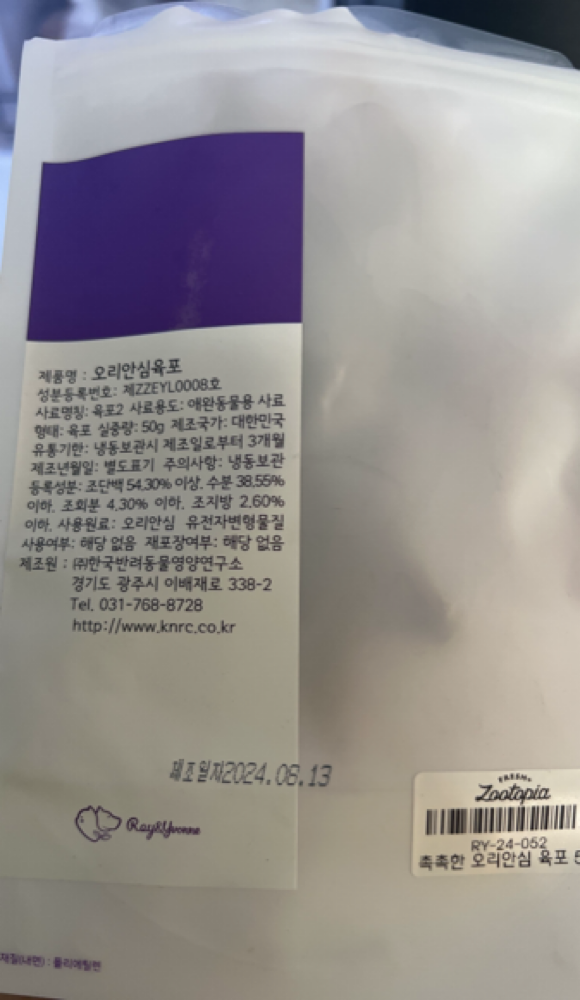 제품명 : 오리안심육포
성분등록번호: 제ZZEYL0008호
사료명칭: 육포2 사료용도: 애완동물용 사료
형태: 육포 실중량: 50g 제조국가: 대한민국
유통기한: 냉동보관시 제조일로부터 3개월
제조년월일: 별도표기 주의사항: 냉동보관
등록성분: 조단백 54.30% 이상, 수분 38.55%
이하, 조회분 4.30% 이하, 조지방 2.60%
이하, 사용원료: 오리안심 유전자변형물질
사용여부: 해당 없음 재포장여부: 해당 없음
제조원 : ㈜한국반려동물영양연구소
경기도 광주시 이배재로 338-2
Tel. 031-768-8728
http://www.knrc.co.kr
제조일자2024.06.13
Ray&Yvonne
FRESH
Zootopia
RY-24-052
촉촉한 오리안심 육포
재질(내면) : 폴리에틸렌